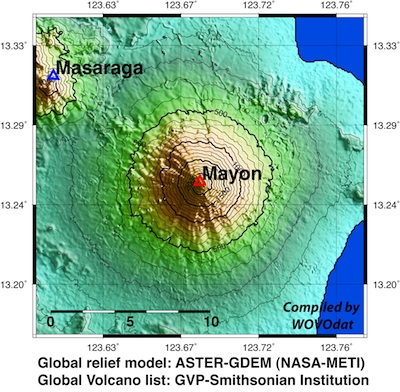 123.63 123.67 123.72 123.76
13.33 13.33
Masaraga
13.29 13.29
500
Mayon
13.24 13.24
13.20 13.20
Compiled by
WOVOdat
0 5 10
123.63 123.67 123.72 123.76
Global relief model: ASTER-GDEM (NASA-METI)
Global Volcano list: GVP-Smithsonian Institution